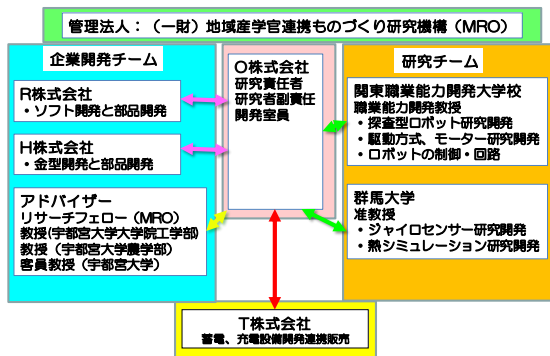 管理法人：（一財）地域産学官連携ものづくり研究機構（MRO）
企業開発チーム
R株式会社
・ソフト開発と部品開発
H株式会社
・金型開発と部品開発
アドバイザー
リサーチフェロー（MRO）
教授(宇都宮大学大学院工学部)
教授（宇都宮大学農学部）
客員教授（宇都宮大学）
O株式会社
研究責任者
研究者副責任
開発室員
研究チーム
関東職業能力開発大学校
職業能力開発教授
・探査型ロボット研究開発
・駆動方式、モーター研究開発
・ロボットの制御・回路
群馬大学
准教授
・ジャイロセンサー研究開発
・熱シミュレーション研究開発
T株式会社
蓄電、充電設備開発連携販売